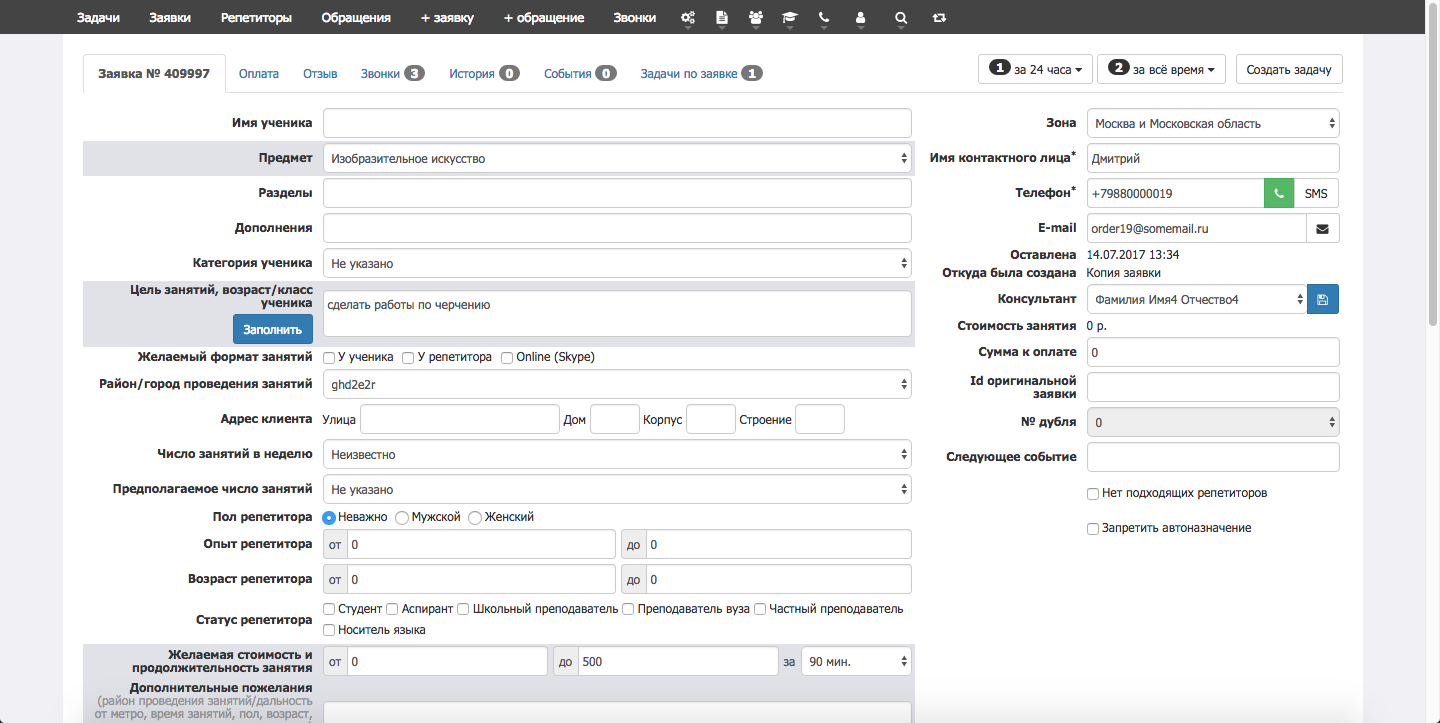 Задачи Заявки Репетиторы Обращения + заявку + обращение Звонки
Заявка № 409997 Оплата Отзыв Звонки 3 История 0 События 0 Задачи по заявке 1 1 за 24 часа 2 за всё время Создать задачу
Имя ученика
Предмет Изобразительное искусство
Разделы
Дополнения
Категория ученика Не указано
Цель занятий, возраст/класс
ученика
сделать работы по черчению
Заполнить
Желаемый формат занятий У ученика У репетитора Online (Skype)
Район/город проведения занятий ghd2e2r
Адрес клиента Улица Дом Корпус Строение
Число занятий в неделю Неизвестно
Предполагаемое число занятий Не указано
Пол репетитора Неважно Мужской Женский
Опыт репетитора от 0 до 0
Возраст репетитора от 0 до 0
Статус репетитора Студент Аспирант Школьный преподаватель Преподаватель вуза Частный преподаватель
Носитель языка
Желаемая стоимость и
продолжительность занятия
от 0 до 500 за 90 мин.
Дополнительные пожелания
(район проведения занятий/дальность
от метро, время занятий, пол, возраст,
Зона Москва и Московская область
Имя контактного лица* Дмитрий
Телефон* +79880000019 SMS
E-mail order19@somemail.ru
Оставлена 14.07.2017 13:34
Откуда была создана Копия заявки
Консультант Фамилия Имя4 Отчество4
Стоимость занятия 0 р.
Сумма к оплате 0
Id оригинальной
заявки
№ дубля 0
Следующее событие
Нет подходящих репетиторов
Запретить автоназначение